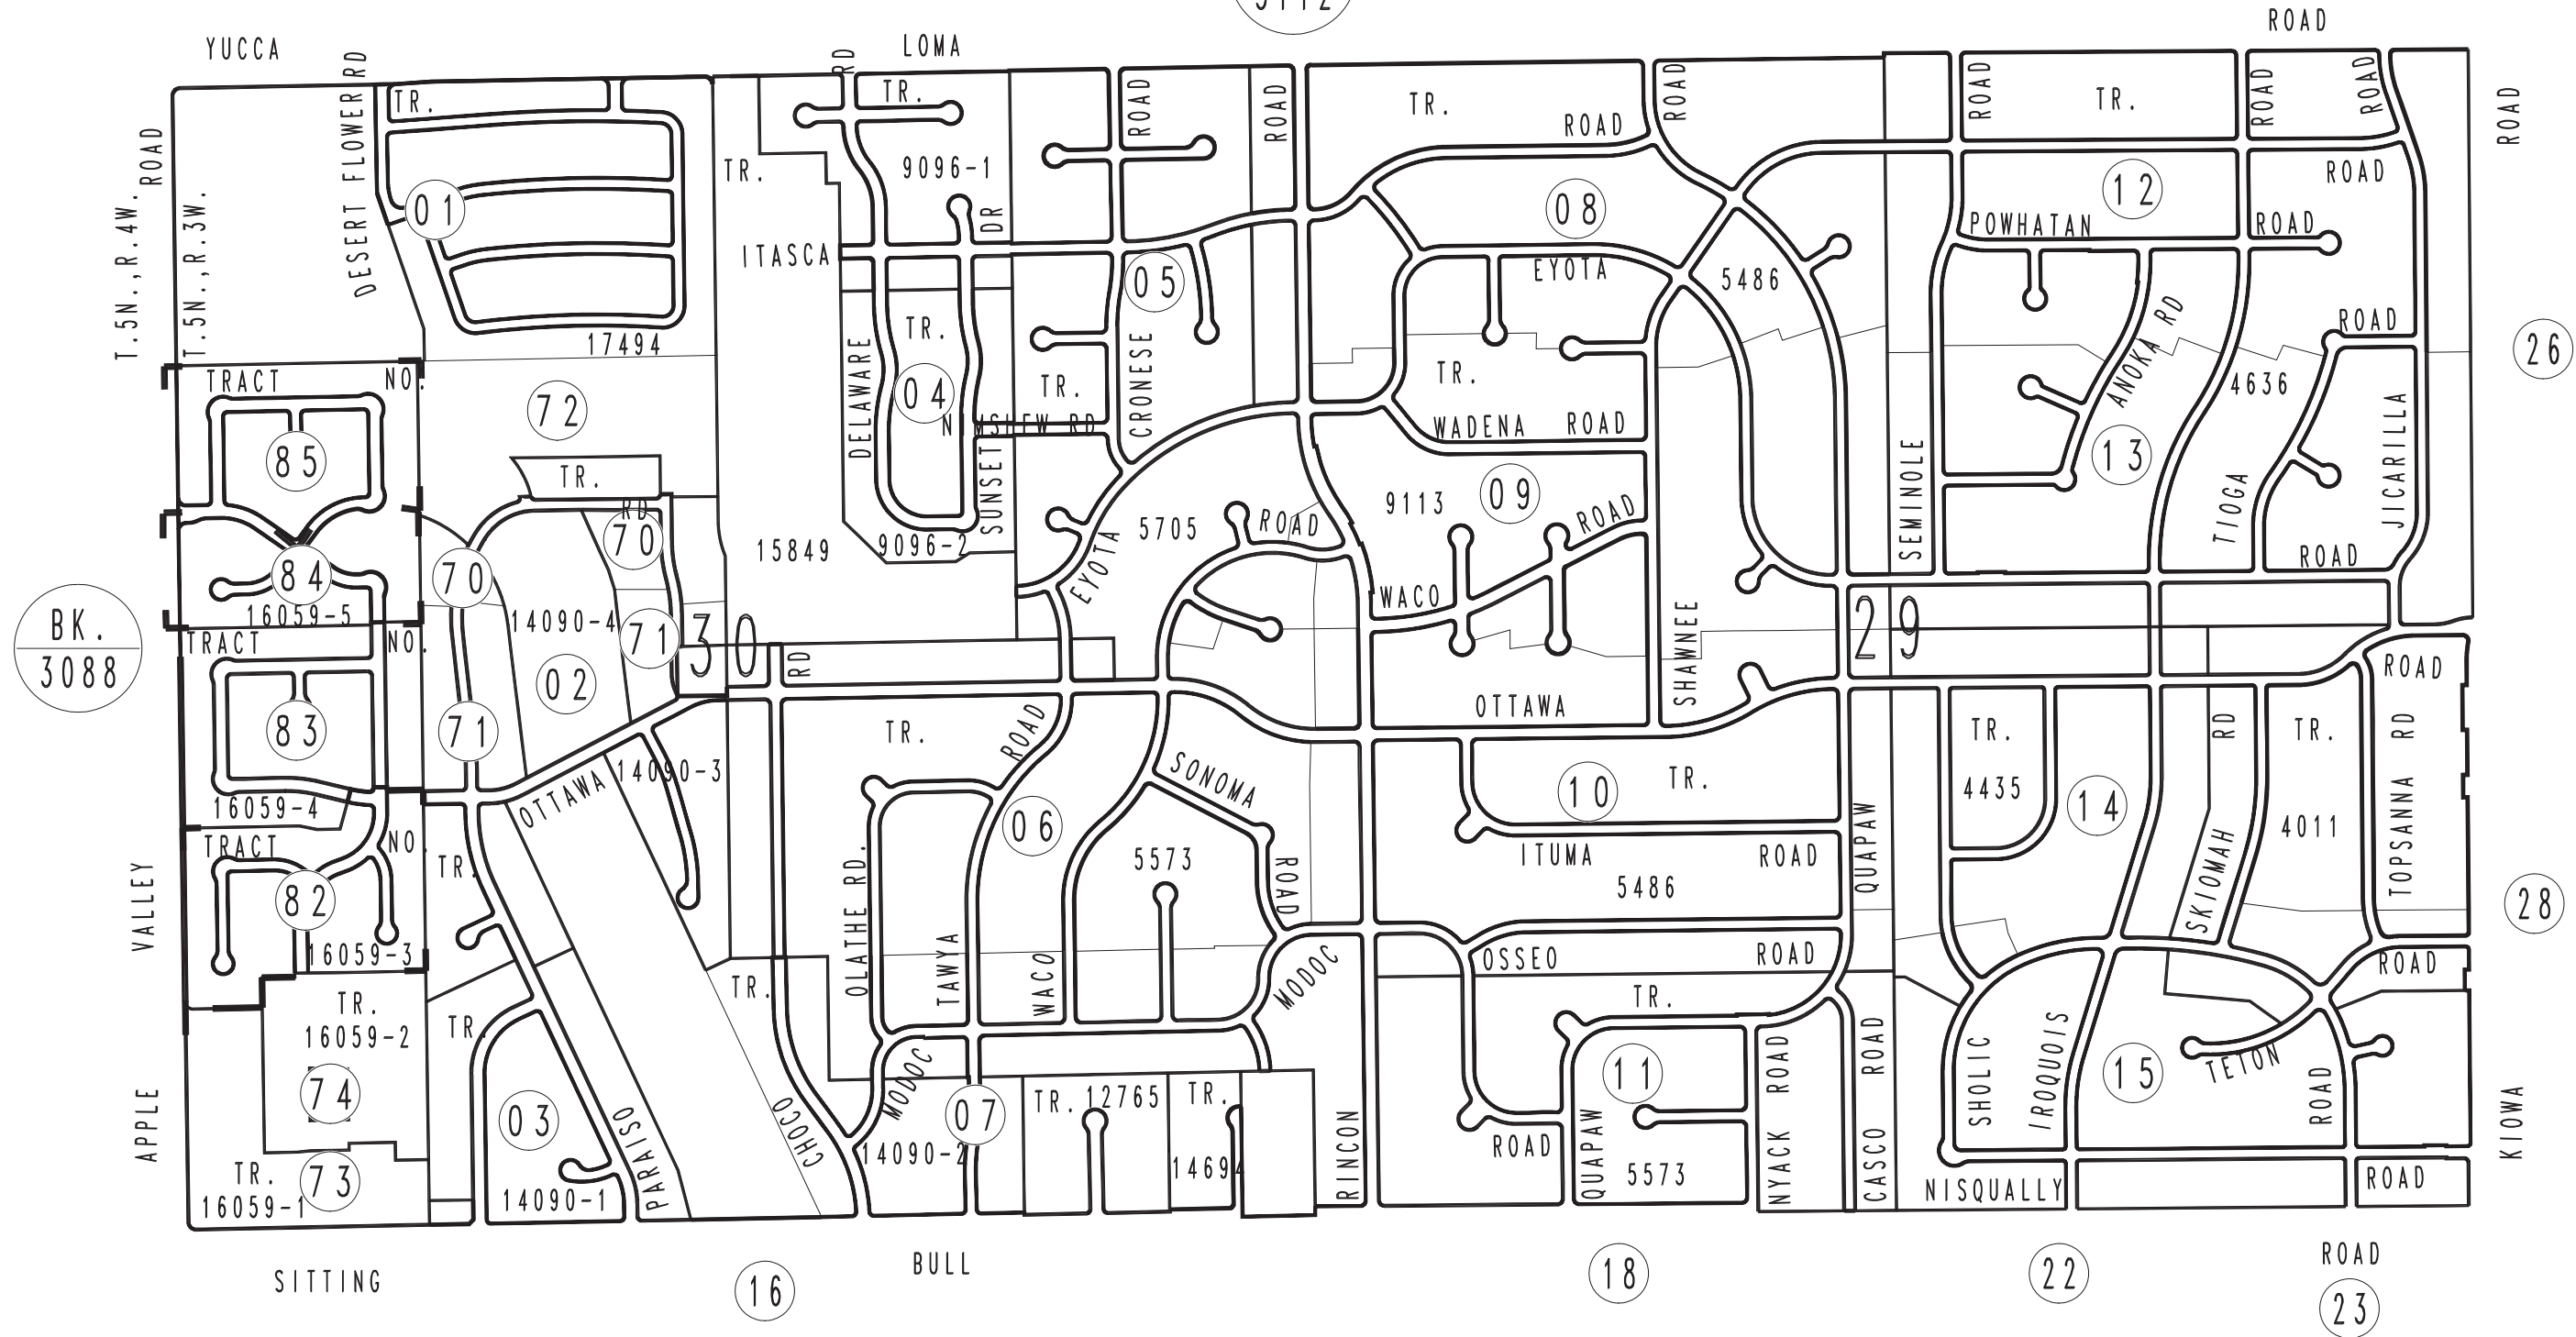 YUCCA LOMA ROAD
ROAD
T.5N.,R.4W.
T.5N.,R.3W.
DESERT FLOWER RD
TR.
01
17494
RD
TR.
9096-1
DR
TR.
ITASCA
ROAD
ROAD
TR.
ROAD
ROAD
ROAD
TR.
ROAD
ROAD
ROAD
ROAD
12
POWHATAN ROAD
08
EYOTA
5486
05
CRONESE
TR.
04
DELAWARE
TR.
NIMSHEW RD
SUNSET
9096-2
15849
TR.
WADENA ROAD
09
9113
ROAD
WACO
SHAWNEE
OTTAWA
SEMINOLE
ANOKA RD
4636
13
TIOGA
ROAD
JICARILLA
ROAD
26
TRACT NO.
85
72
TR.
RD
70
70
84
16059-5
14090-4
71
02
30
RD
29
EYOTA
5705
ROAD
BK.
3088
TRACT NO.
83
71
16059-4
OTTAWA
14090-3
TR.
ROAD
06
SONOMA
ROAD
5573
10
TR.
ITUMA ROAD
5486
QUAPAW
TR.
4435
14
RD
SKIOMAH
TR.
4011
TOPSANNA RD
ROAD
28
VALLEY
TRACT NO.
82
16059-3
TR.
OLATHE RD.
TAWYA
WACO
MODOC
OSSEO ROAD
ROAD
TR.
16059-2
TR.
TR.
TR.
74
73
TR.
16059-1
03
14090-1
PARAISO
CHOCO
MODOC
14090-2
07
TR. 12765
TR.
RINCON
11
ROAD
QUAPAW
5573
NYACK ROAD
CASCO ROAD
SHOLIC
IROQUOIS
15
TETON
ROAD
NISQUALLY ROAD
APPLE
KIOWA
SITTING BULL ROAD
16
18
22
23